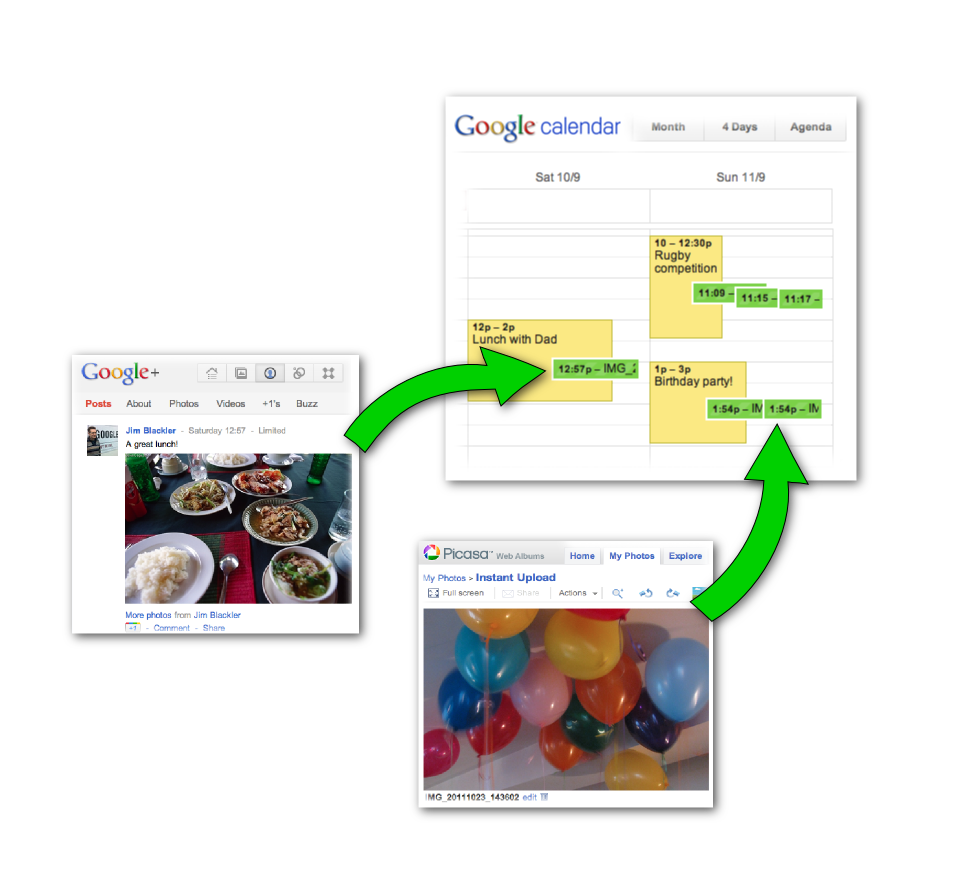 Google calendar
Month 4 Days Agenda
Sat 10/9 Sun 11/9
10 – 12:30p
Rugby
competition
11:09 – 11:15 – 11:17 –
12p – 2p
Lunch with Dad
12:57p – IMG_2
1p – 3p
Birthday party!
1:54p – IM 1:54p – IM
Google+
Posts About Photos Videos +1's Buzz
GOOGLE
Jim Blackler - Saturday 12:57 - Limited
A great lunch!
More photos from Jim Blackler
+1 - Comment - Share
Picasa™ Web Albums Home My Photos Explore
My Photos > Instant Upload
Full screen Share Actions
IMG_20111023_143602 edit